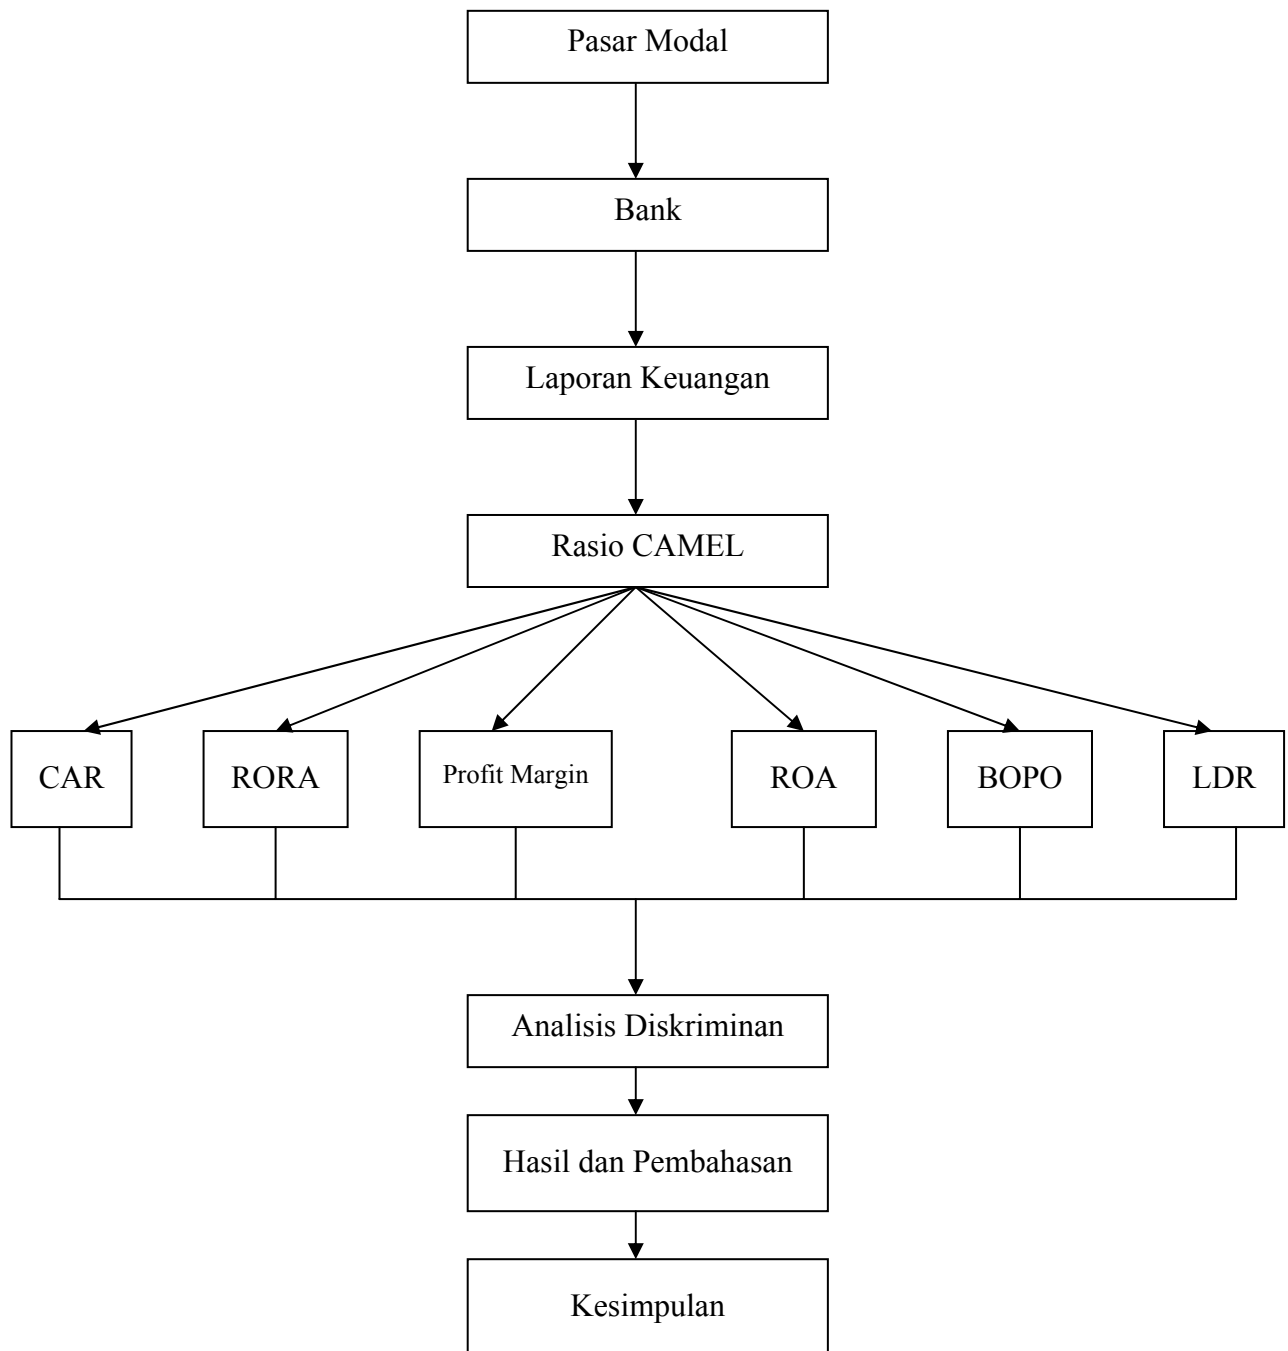 Pasar Modal
Bank
Laporan Keuangan
Rasio CAMEL
CAR
RORA
Profit Margin
ROA
BOPO
LDR
Analisis Diskriminan
Hasil dan Pembahasan
Kesimpulan